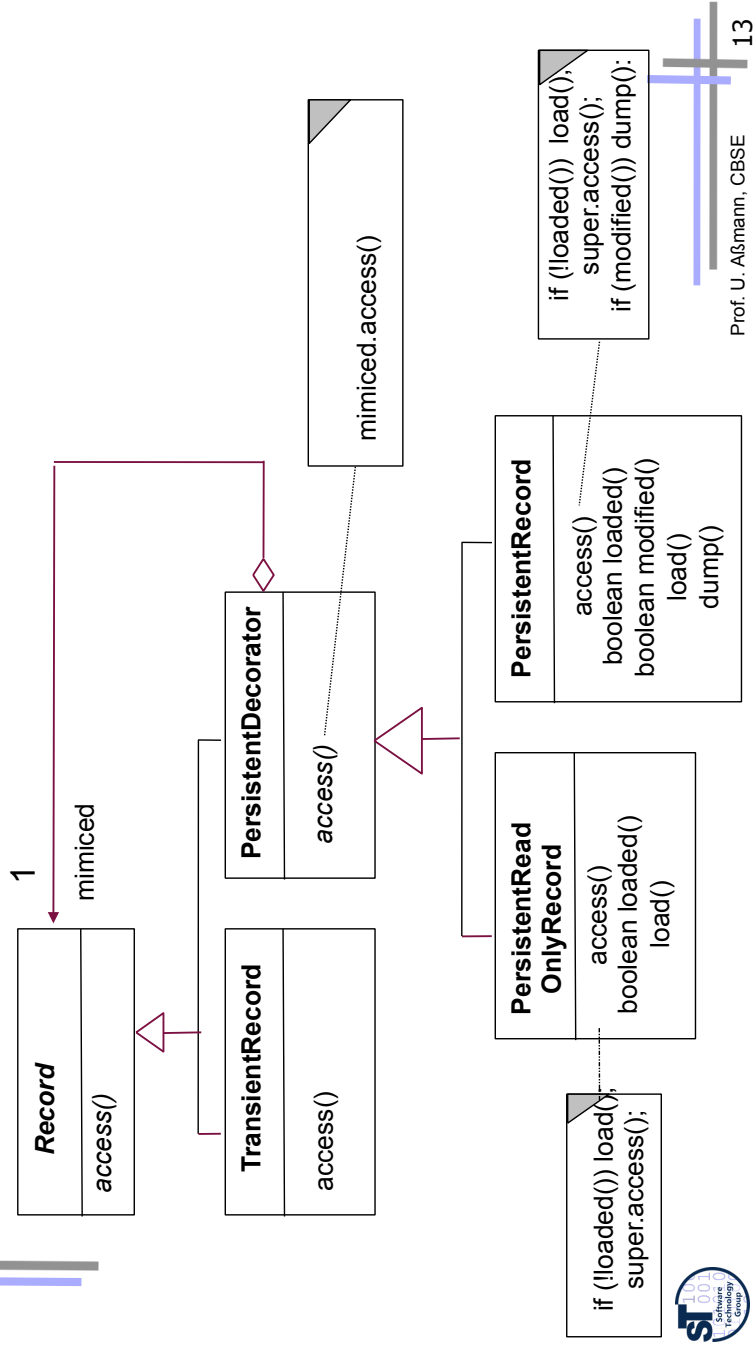 Record
access()
1
mimiced
TransientRecord
access()
PersistentDecorator
access()
mimiced.access()
PersistentRead
OnlyRecord
access()
boolean loaded()
load()
PersistentRecord
access()
boolean loaded()
boolean modified()
load()
dump()
if (!loaded()) load(),
super.access();
if (!loaded()) load(),
super.access();
if (modified()) dump():
ST
Software
Technology
Group
Prof. U. Aßmann, CBSE
13